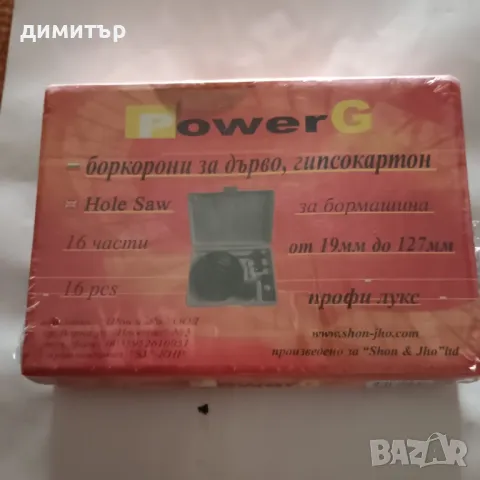 димитър
PowerG
боркорони за дърво, гипсокартон
Hole Saw за бормашина
16 части от 19мм до 127мм
16 pcs профи лукс
www.shon-jho.com
произведено за "Shon & Jho" ltd
BAZAR